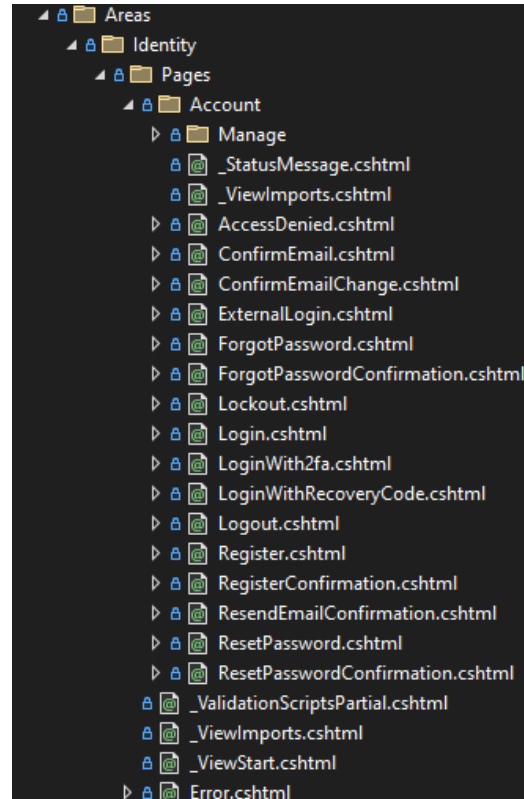 Areas
Identity
Pages
Account
Manage
_StatusMessage.cshtml
_ViewImports.cshtml
AccessDenied.cshtml
ConfirmEmail.cshtml
ConfirmEmailChange.cshtml
ExternalLogin.cshtml
ForgotPassword.cshtml
ForgotPasswordConfirmation.cshtml
Lockout.cshtml
Login.cshtml
LoginWith2fa.cshtml
LoginWithRecoveryCode.cshtml
Logout.cshtml
Register.cshtml
RegisterConfirmation.cshtml
ResendEmailConfirmation.cshtml
ResetPassword.cshtml
ResetPasswordConfirmation.cshtml
_ValidationScriptsPartial.cshtml
_ViewImports.cshtml
_ViewStart.cshtml
Error.cshtml